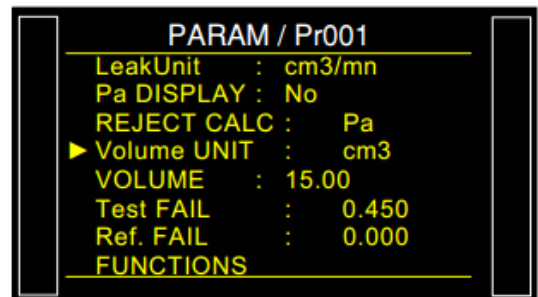 PARAM / Pr001
LeakUnit : cm3/mn
Pa DISPLAY : No
REJECT CALC : Pa
Volume UNIT : cm3
VOLUME : 15.00
Test FAIL : 0.450
Ref. FAIL : 0.000
FUNCTIONS